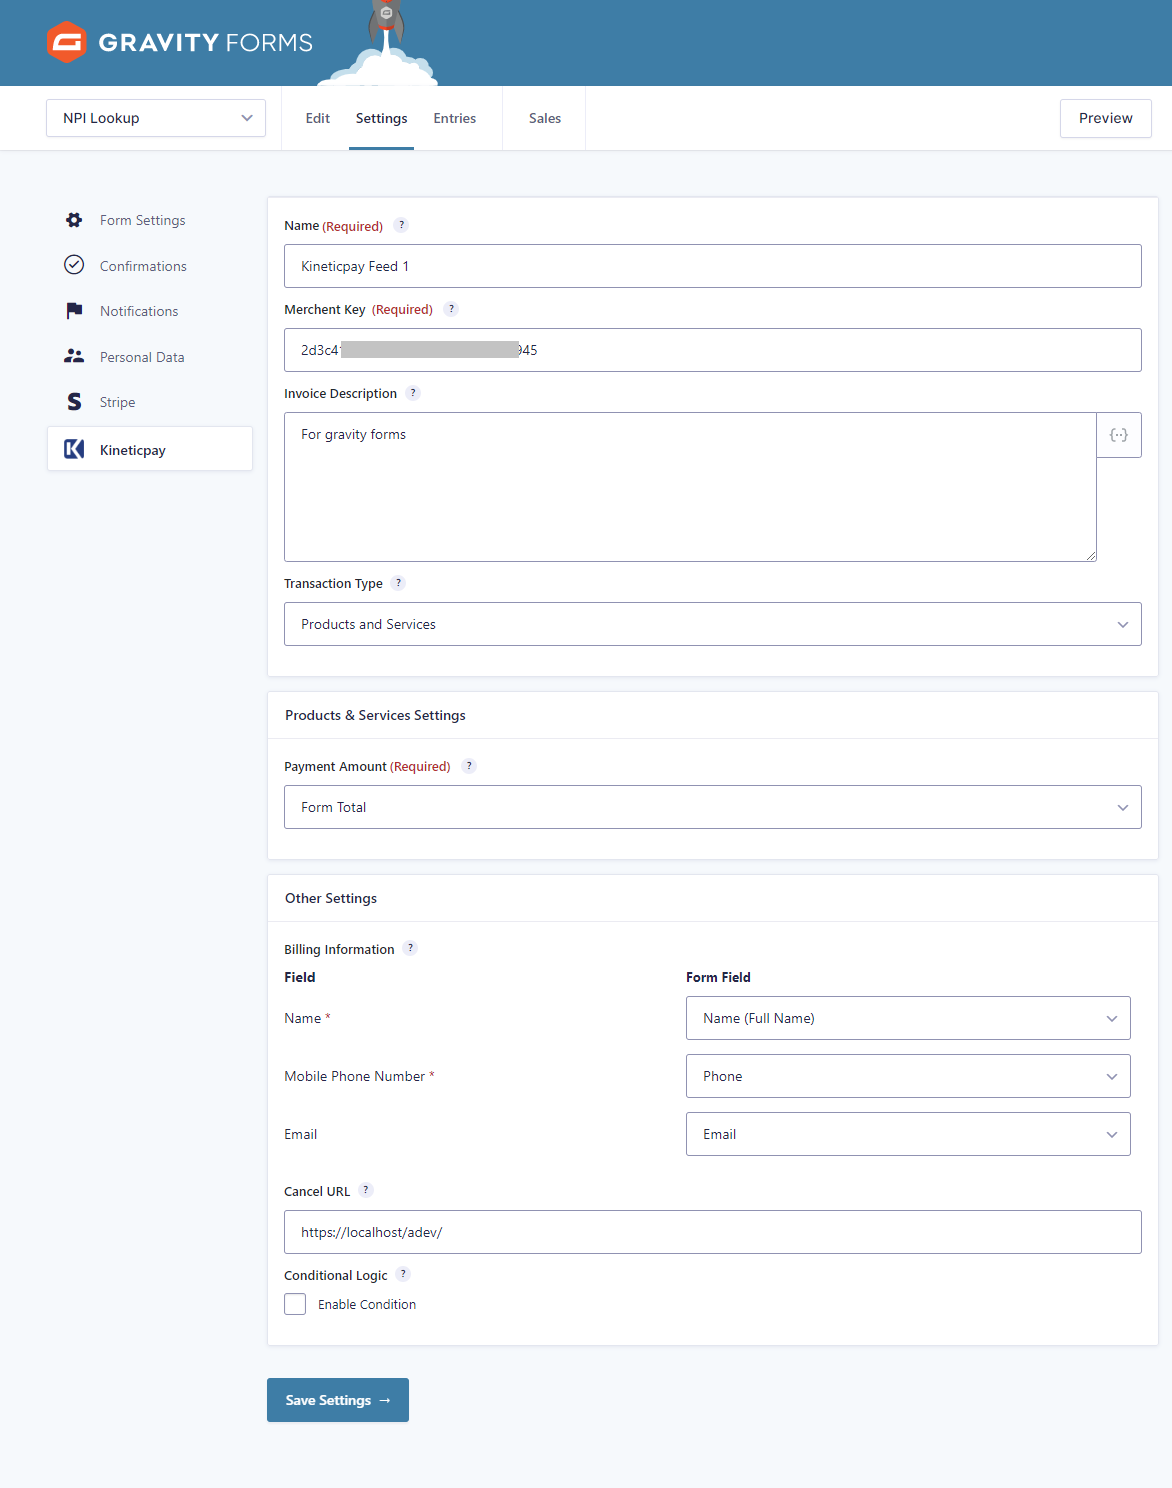 GRAVITY FORMS
NPI Lookup
Edit
Settings
Entries
Sales
Preview
Form Settings
Confirmations
Notifications
Personal Data
Stripe
Kineticpay
Name (Required) ?
Kineticpay Feed 1
Merchent Key (Required) ?
2d3c4 945
Invoice Description ?
For gravity forms
Transaction Type ?
Products and Services
Products & Services Settings
Payment Amount (Required) ?
Form Total
Other Settings
Billing Information ?
Field Form Field
Name * Name (Full Name)
Mobile Phone Number * Phone
Email Email
Cancel URL ?
https://localhost/adev/
Conditional Logic ?
Enable Condition
Save Settings →